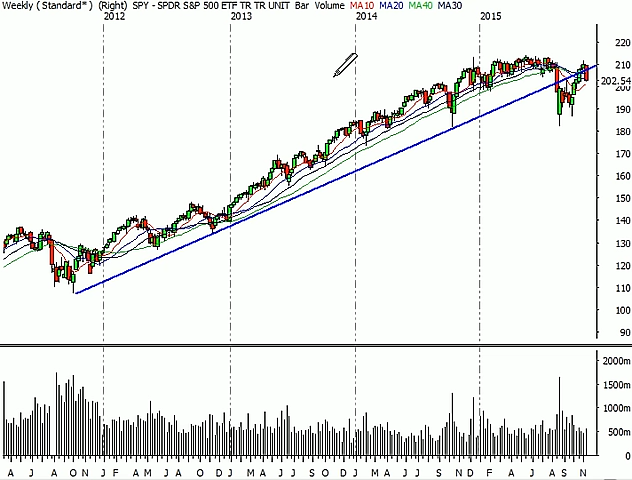 Weekly ( Standard* ) (Right) SPY - SPDR S&P 500 ETF TR TR UNIT Bar Volume MA10 MA20 MA40 MA30
2012 2013 2014 2015
220
210
202.54
200
190
180
170
160
150
140
130
120
110
100
90
2000m
1500m
1000m
500m
0m
A J A O N J F A M J A O D J F A M J J S O D J F M A M J A S O N D F A J J A S N